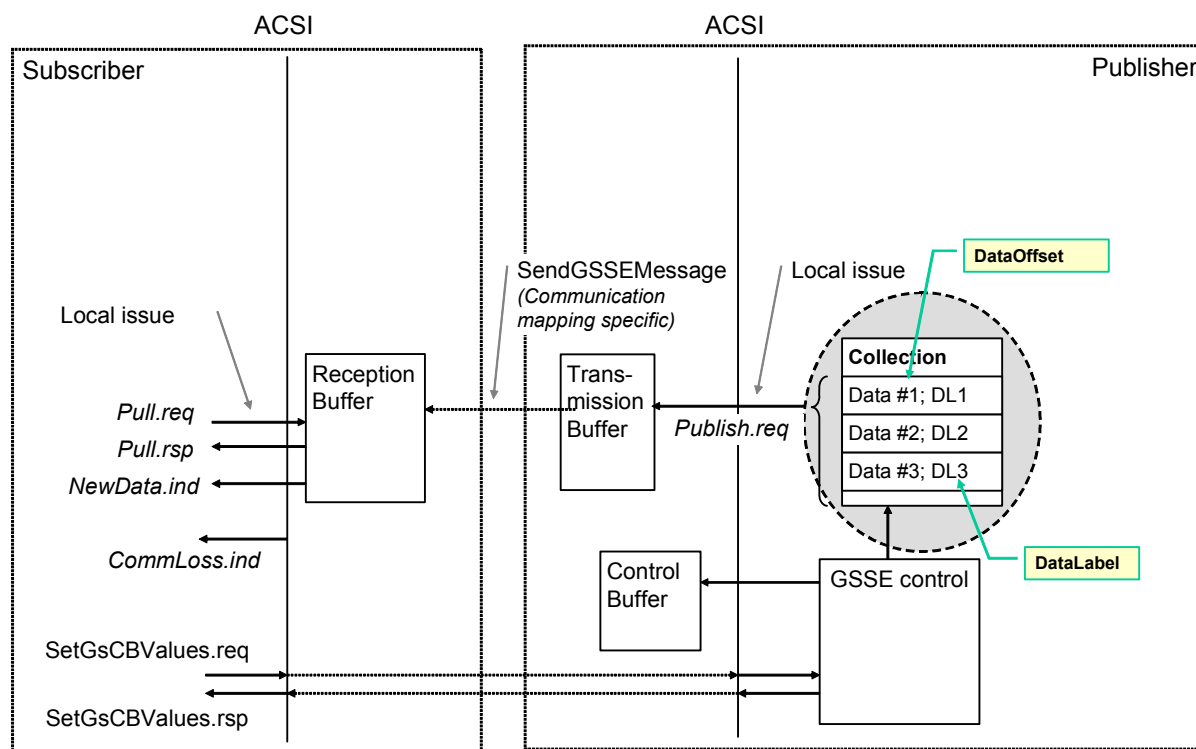 ACSI
ACSI
Subscriber
Publisher
DataOffset
SendGSSEMessage
(Communication
mapping specific)
Local issue
Local issue
Collection
Data #1; DL1
Data #2; DL2
Data #3; DL3
Reception
Buffer
Trans-
mission
Buffer
Pull.req
Pull.rsp
NewData.ind
Publish.req
CommLoss.ind
DataLabel
Control
Buffer
GSSE control
SetGsCBValues.req
SetGsCBValues.rsp